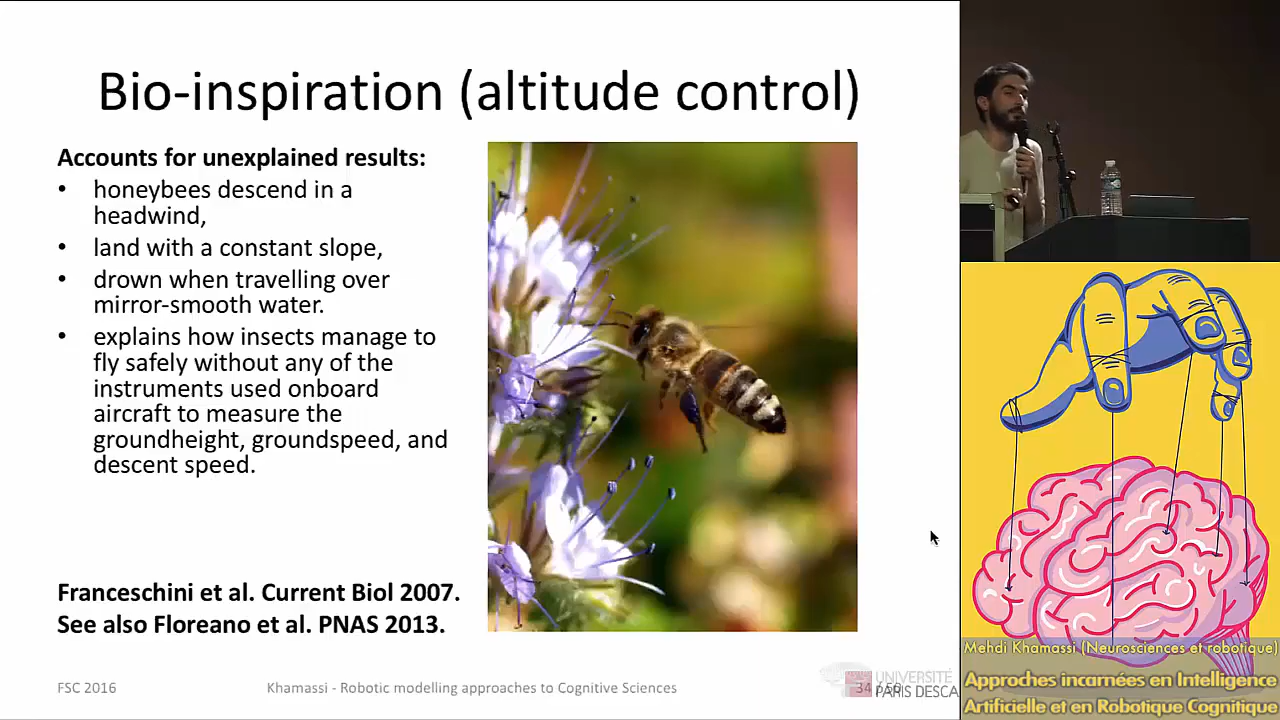 Bio-inspiration (altitude control)
Accounts for unexplained results:
• honeybees descend in a
headwind,
• land with a constant slope,
• drown when travelling over
mirror-smooth water.
• explains how insects manage to
fly safely without any of the
instruments used onboard
aircraft to measure the
groundheight, groundspeed, and
descent speed.
Franceschini et al. Current Biol 2007.
See also Floreano et al. PNAS 2013.
FSC 2016
Khamassi - Robotic modelling approaches to Cognitive Sciences
34
UNIVERSITÉ
PARIS DESCA
Mehdi Khamassi (Neurosciences et robotique)
Approches incarnées en Intelligence
Artificielle et en Robotique Cognitique